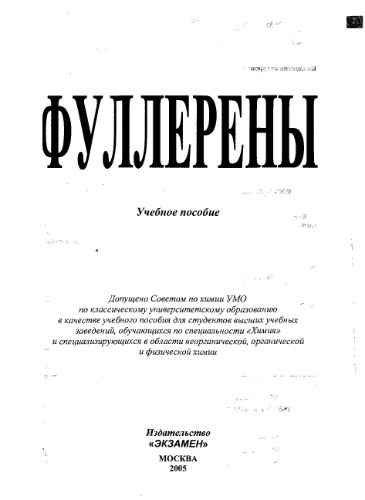 ФУЛЛЕРЕНЫ
Учебное пособие
Допущено Советом по химии УМО
по классическому университетскому образованию
в качестве учебного пособия для студентов высших учебных
заведений, обучающихся по специальности «Химия»
и специализирующихся в области неорганической, органической
и физической химии
Издательство
«ЭКЗАМЕН»
МОСКВА
2005